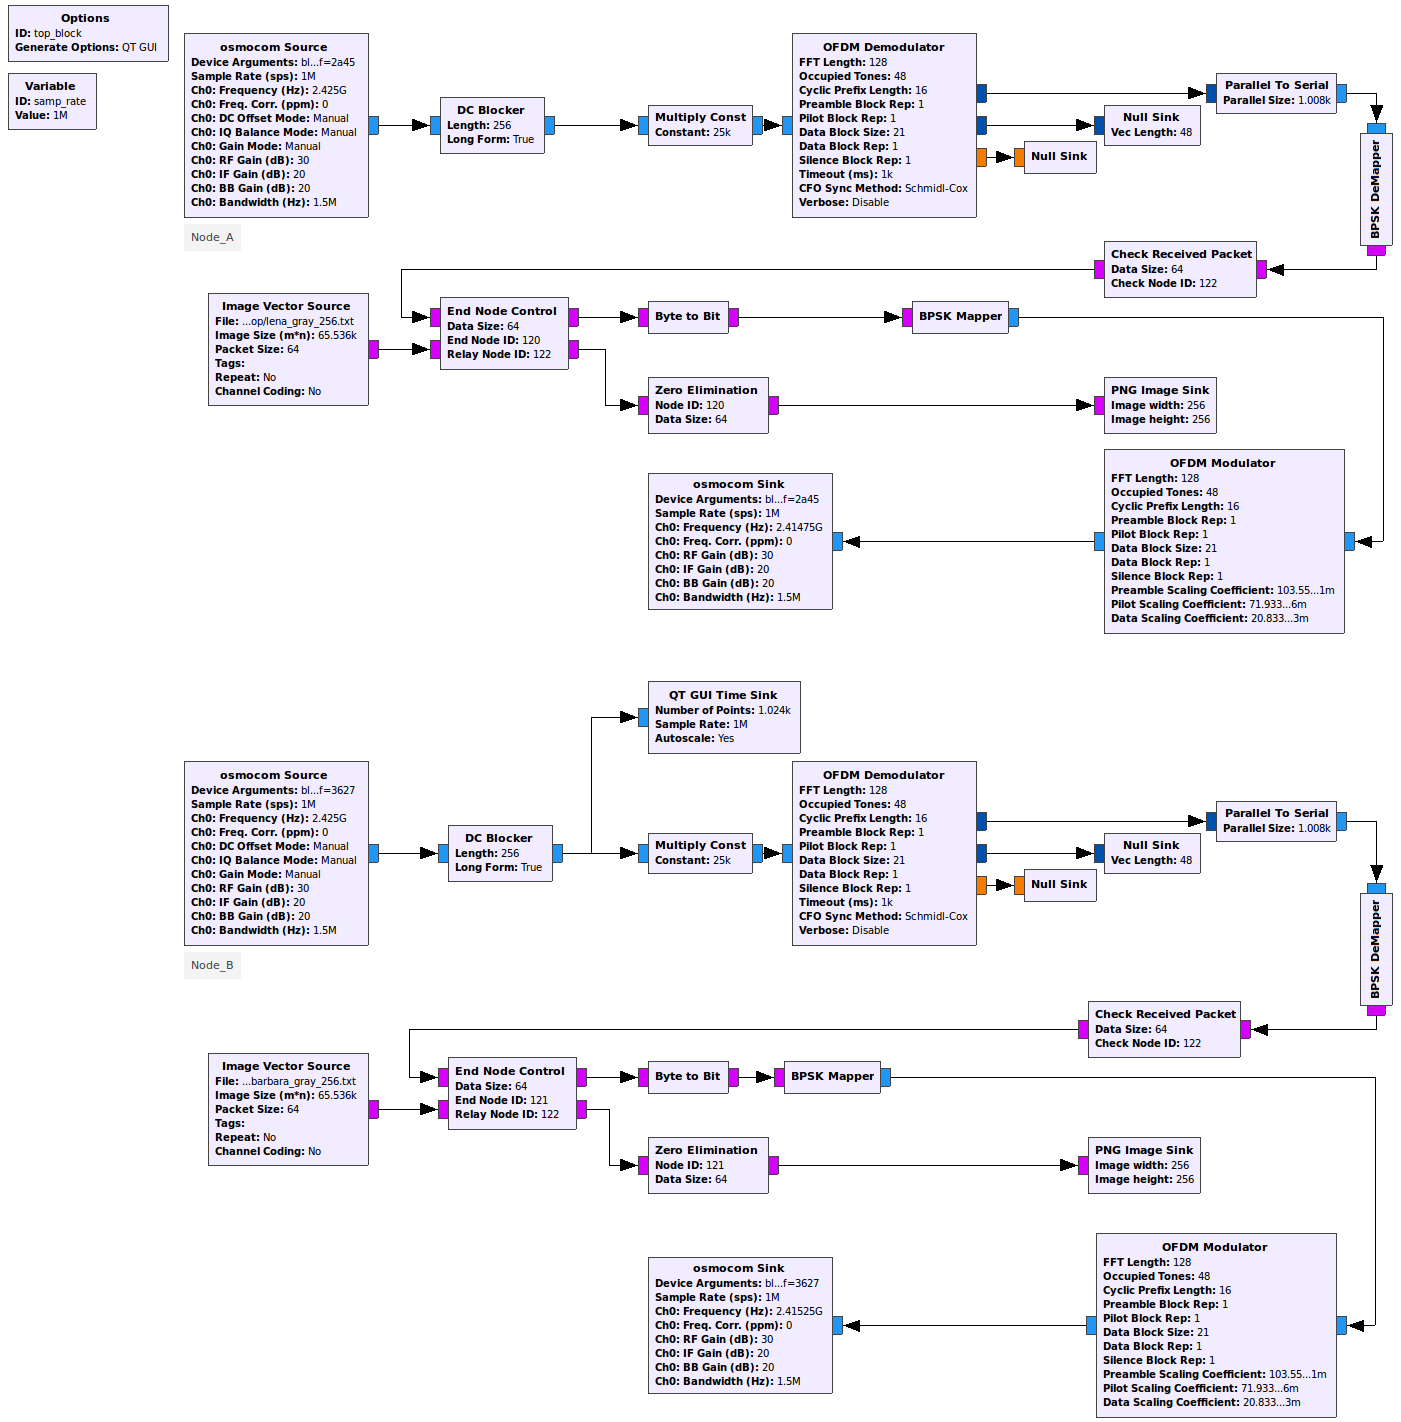 Options
ID: top_block
Generate Options: QT GUI
Variable
ID: samp_rate
Value: 1M
osmocom Source
Device Arguments: bl...f=2a45
Sample Rate (sps): 1M
Ch0: Frequency (Hz): 2.425G
Ch0: Freq. Corr. (ppm): 0
Ch0: DC Offset Mode: Manual
Ch0: IQ Balance Mode: Manual
Ch0: Gain Mode: Manual
Ch0: RF Gain (dB): 30
Ch0: IF Gain (dB): 20
Ch0: BB Gain (dB): 20
Ch0: Bandwidth (Hz): 1.5M
Node_A
DC Blocker
Length: 256
Long Form: True
Multiply Const
Constant: 25k
OFDM Demodulator
FFT Length: 128
Occupied Tones: 48
Cyclic Prefix Length: 16
Preamble Block Rep: 1
Pilot Block Rep: 1
Data Block Size: 21
Data Block Rep: 1
Silence Block Rep: 1
Timeout (ms): 1k
CFO Sync Method: Schmidl-Cox
Verbose: Disable
Parallel To Serial
Parallel Size: 1.008k
Null Sink
Vec Length: 48
Null Sink
BPSK DeMapper
Check Received Packet
Data Size: 64
Check Node ID: 122
Image Vector Source
File: ...op/lena_gray_256.txt
Image Size (m*n): 65.536k
Packet Size: 64
Tags:
Repeat: No
Channel Coding: No
End Node Control
Data Size: 64
End Node ID: 120
Relay Node ID: 122
Byte to Bit
BPSK Mapper
Zero Elimination
Node ID: 120
Data Size: 64
PNG Image Sink
Image width: 256
Image height: 256
osmocom Sink
Device Arguments: bl...f=2a45
Sample Rate (sps): 1M
Ch0: Frequency (Hz): 2.41475G
Ch0: Freq. Corr. (ppm): 0
Ch0: RF Gain (dB): 30
Ch0: IF Gain (dB): 20
Ch0: BB Gain (dB): 20
Ch0: Bandwidth (Hz): 1.5M
OFDM Modulator
FFT Length: 128
Occupied Tones: 48
Cyclic Prefix Length: 16
Preamble Block Rep: 1
Pilot Block Rep: 1
Data Block Size: 21
Data Block Rep: 1
Silence Block Rep: 1
Preamble Scaling Coefficient: 103.55...1m
Pilot Scaling Coefficient: 71.933...6m
Data Scaling Coefficient: 20.833...3m
QT GUI Time Sink
Number of Points: 1.024k
Sample Rate: 1M
Autoscale: Yes
osmocom Source
Device Arguments: bl...f=3627
Sample Rate (sps): 1M
Ch0: Frequency (Hz): 2.425G
Ch0: Freq. Corr. (ppm): 0
Ch0: DC Offset Mode: Manual
Ch0: IQ Balance Mode: Manual
Ch0: Gain Mode: Manual
Ch0: RF Gain (dB): 30
Ch0: IF Gain (dB): 20
Ch0: BB Gain (dB): 20
Ch0: Bandwidth (Hz): 1.5M
Node_B
DC Blocker
Length: 256
Long Form: True
Multiply Const
Constant: 25k
OFDM Demodulator
FFT Length: 128
Occupied Tones: 48
Cyclic Prefix Length: 16
Preamble Block Rep: 1
Pilot Block Rep: 1
Data Block Size: 21
Data Block Rep: 1
Silence Block Rep: 1
Timeout (ms): 1k
CFO Sync Method: Schmidl-Cox
Verbose: Disable
Parallel To Serial
Parallel Size: 1.008k
Null Sink
Vec Length: 48
Null Sink
BPSK DeMapper
Check Received Packet
Data Size: 64
Check Node ID: 122
Image Vector Source
File: ...barbara_gray_256.txt
Image Size (m*n): 65.536k
Packet Size: 64
Tags:
Repeat: No
Channel Coding: No
End Node Control
Data Size: 64
End Node ID: 121
Relay Node ID: 122
Byte to Bit
BPSK Mapper
Zero Elimination
Node ID: 121
Data Size: 64
PNG Image Sink
Image width: 256
Image height: 256
osmocom Sink
Device Arguments: bl...f=3627
Sample Rate (sps): 1M
Ch0: Frequency (Hz): 2.41525G
Ch0: Freq. Corr. (ppm): 0
Ch0: RF Gain (dB): 30
Ch0: IF Gain (dB): 20
Ch0: BB Gain (dB): 20
Ch0: Bandwidth (Hz): 1.5M
OFDM Modulator
FFT Length: 128
Occupied Tones: 48
Cyclic Prefix Length: 16
Preamble Block Rep: 1
Pilot Block Rep: 1
Data Block Size: 21
Data Block Rep: 1
Silence Block Rep: 1
Preamble Scaling Coefficient: 103.55...1m
Pilot Scaling Coefficient: 71.933...6m
Data Scaling Coefficient: 20.833...3m